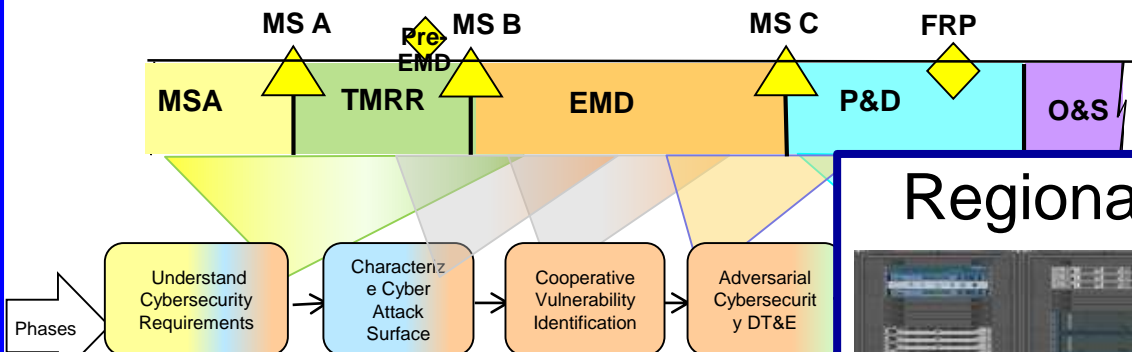 MS A
Pre-
EMD
MS B
MS C
FRP
MSA
TMRR
EMD
P&D
O&S
Regiona
Phases
Understand
Cybersecurity
Requirements
Characteriz
e Cyber
Attack
Surface
Cooperative
Vulnerability
Identification
Adversarial
Cybersecurit
y DT&E